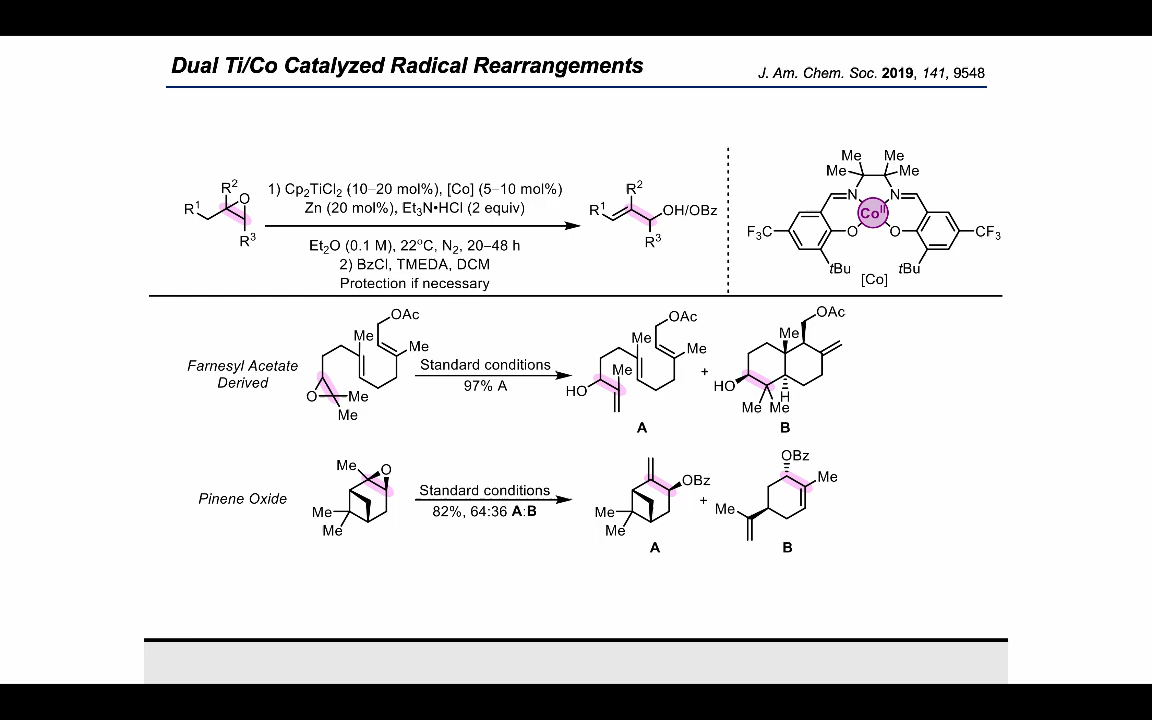 Dual Ti/Co Catalyzed Radical Rearrangements
J. Am. Chem. Soc. 2019, 141, 9548
R²
O
R¹
R³
1) Cp₂TiCl₂ (10–20 mol%), [Co] (5–10 mol%)
Zn (20 mol%), Et₃N•HCl (2 equiv)
Et₂O (0.1 M), 22°C, N₂, 20–48 h
2) BzCl, TMEDA, DCM
Protection if necessary
R²
R¹
OH/OBz
R³
Me Me
Me Me
N N
Coᴵᴵ
F₃C O O CF₃
tBu tBu
[Co]
Farnesyl Acetate
Derived
OAc
Me
Me
O
Me
Me
Standard conditions
97% A
OAc
Me
Me
Me
HO
A
+
OAc
Me
HO
H
Me Me
B
Pinene Oxide
Me
O
Me
Me
Standard conditions
82%, 64:36 A:B
OBz
Me
Me
A
+
OBz
Me
Me
B